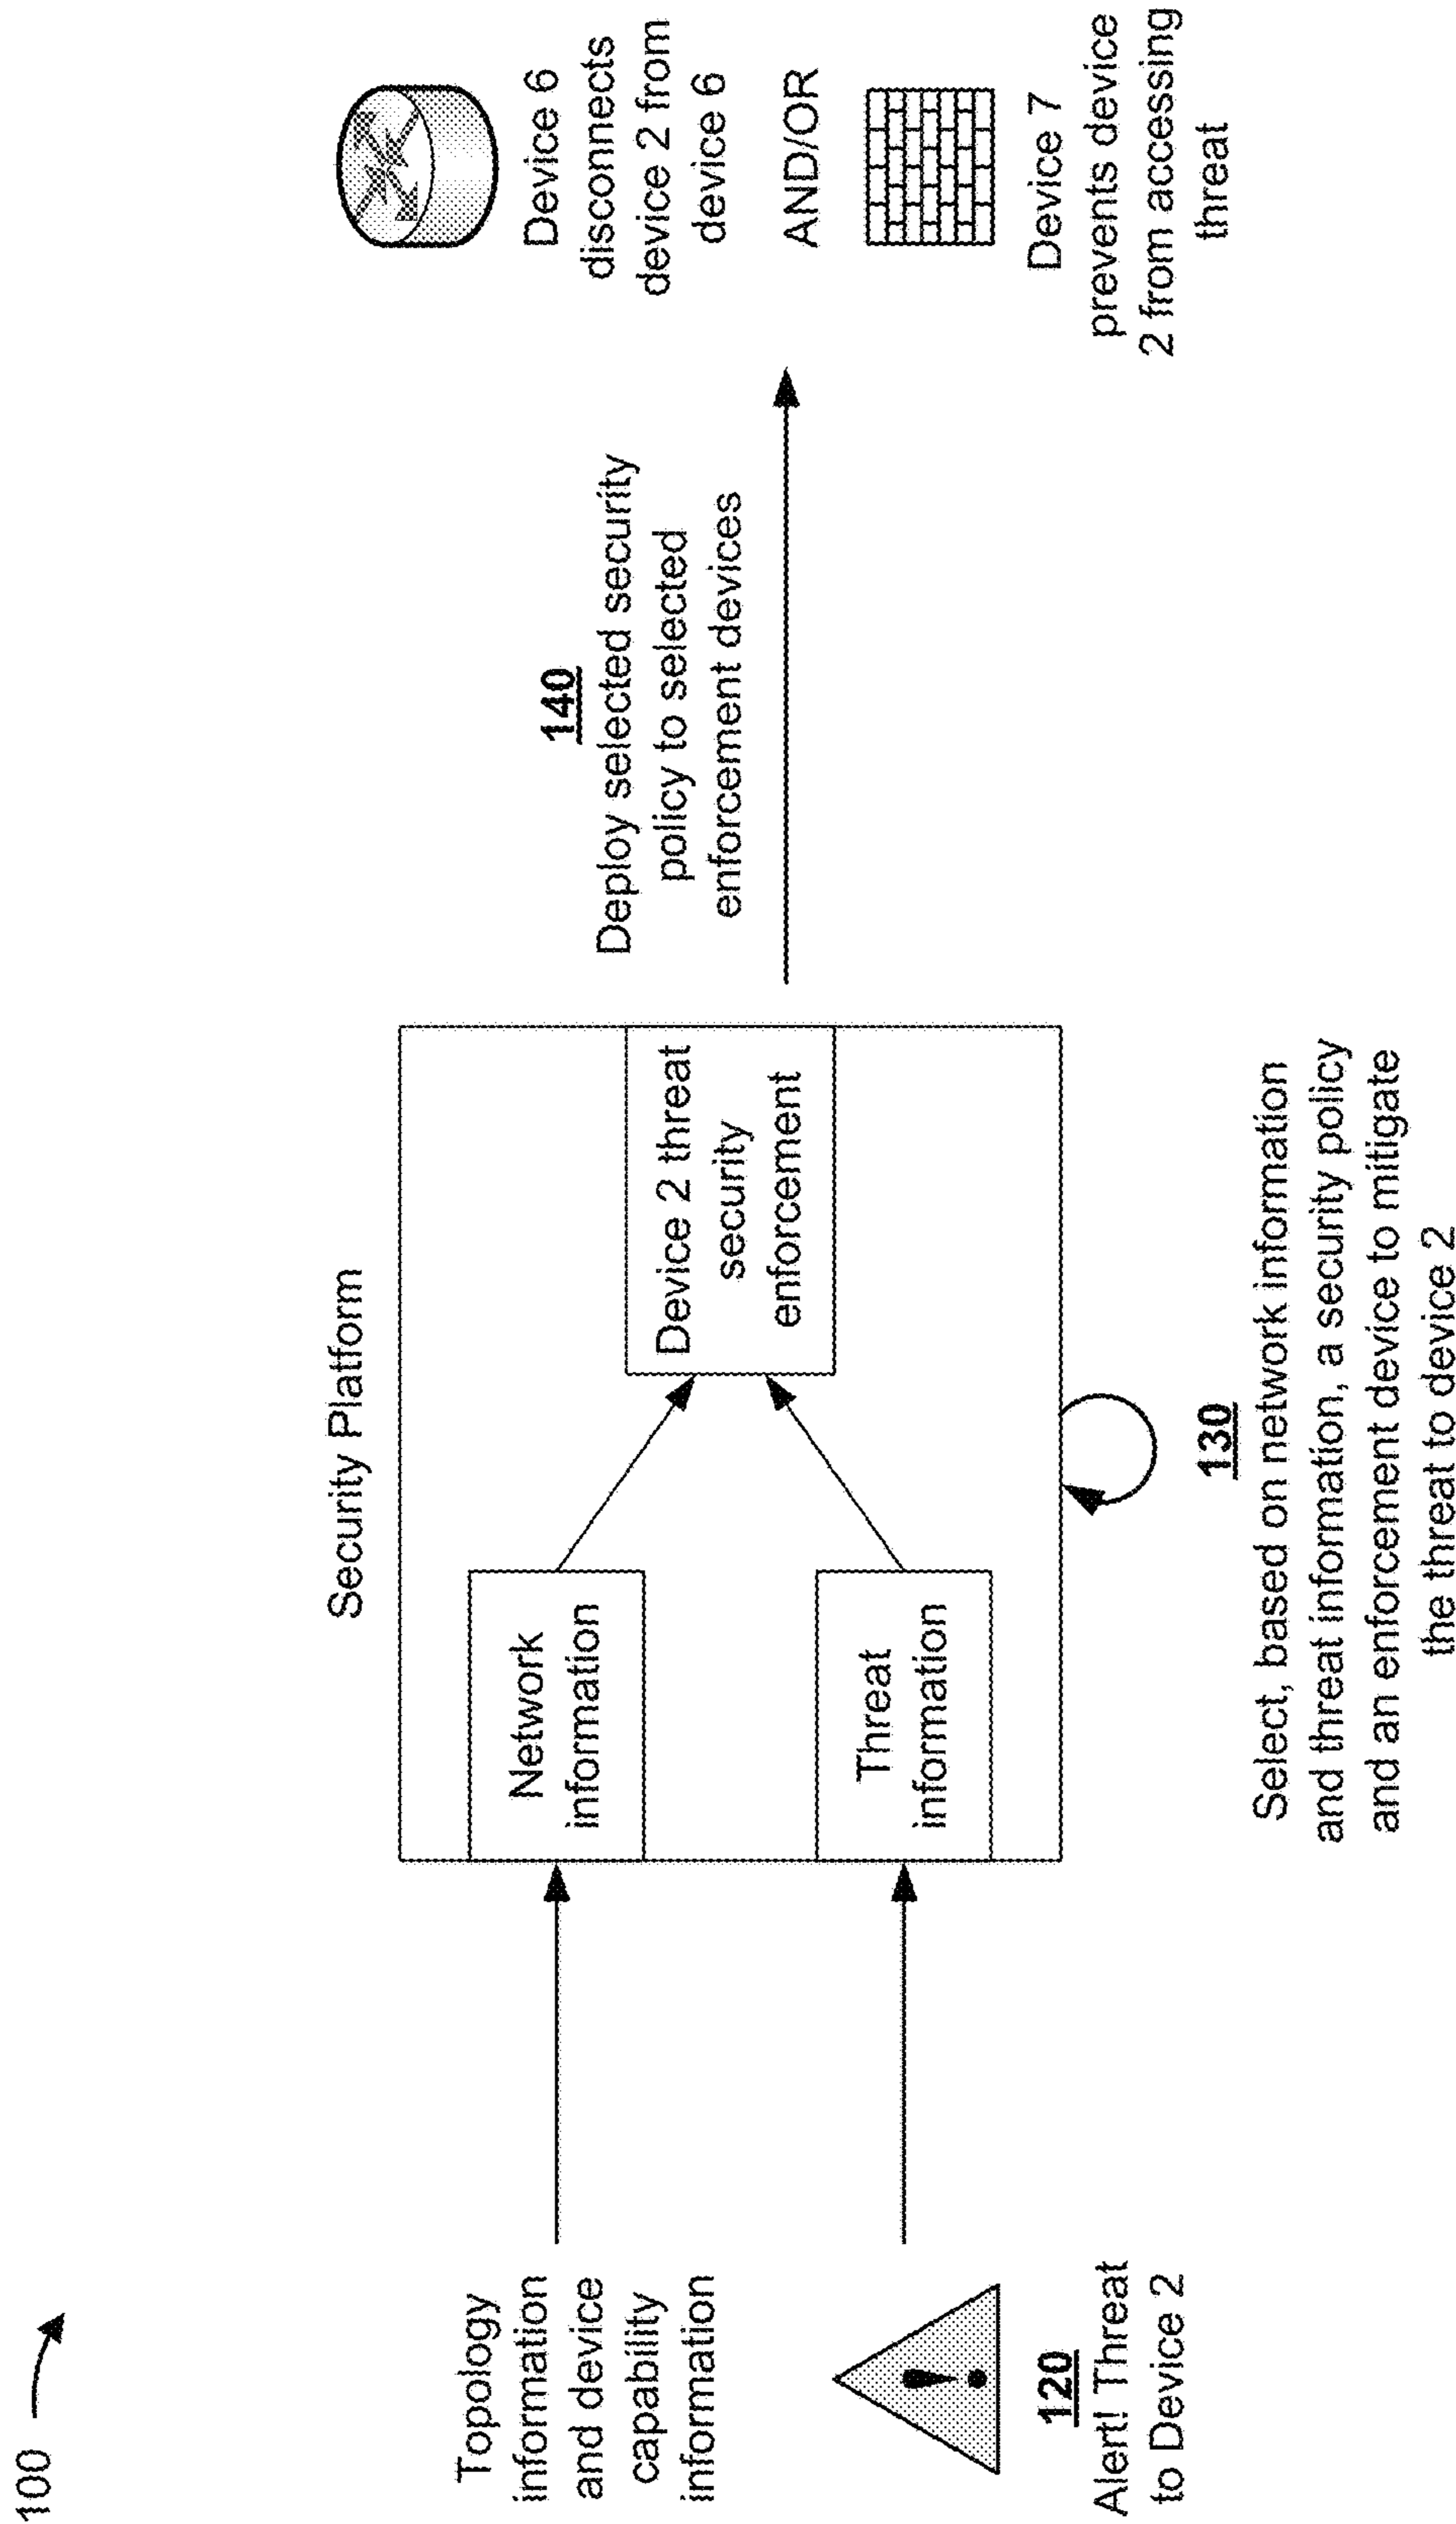 100
Security Platform
Topology
information
and device
capability
information
Network
information
Device 2 threat
security
enforcement
Threat
information
120
Alert! Threat
to Device 2
130
Select, based on network information
and threat information, a security policy
and an enforcement device to mitigate
the threat to device 2
140
Deploy selected security
policy to selected
enforcement devices
Device 6
disconnects
device 2 from
device 6
AND/OR
Device 7
prevents device
2 from accessing
threat